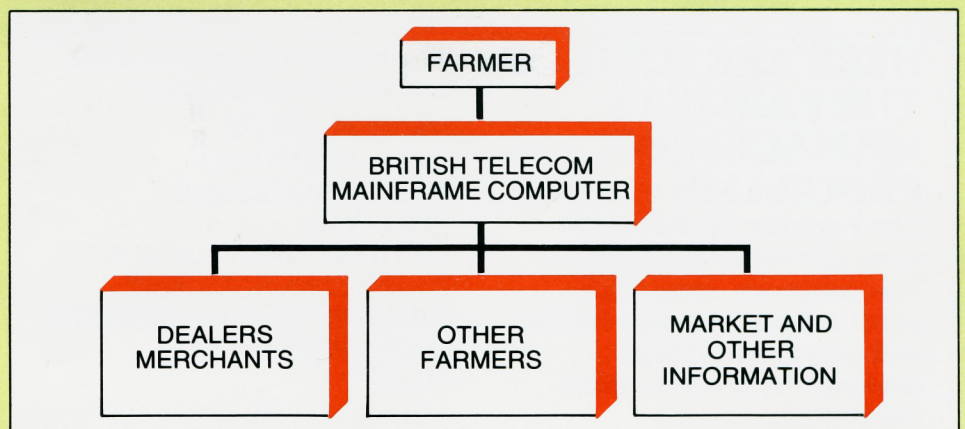 FARMER
BRITISH TELECOM
MAINFRAME COMPUTER
DEALERS
MERCHANTS
OTHER
FARMERS
MARKET AND
OTHER
INFORMATION